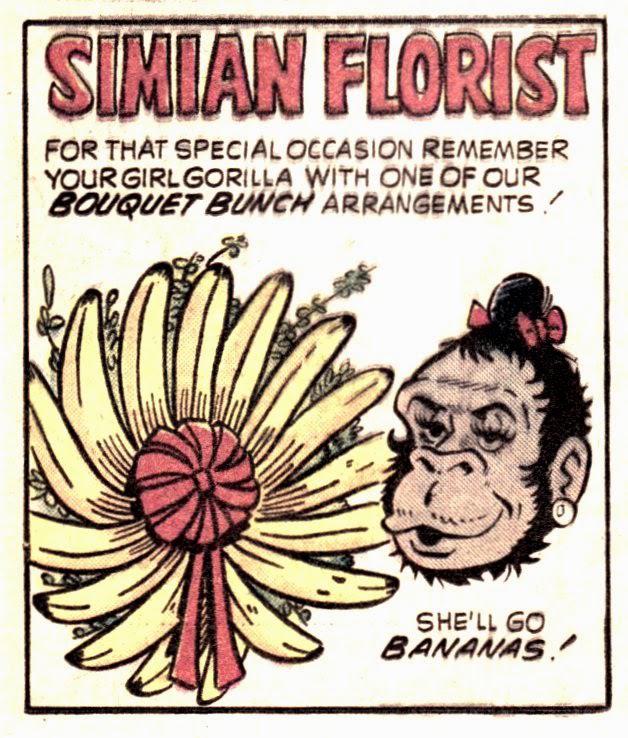 SIMIAN FLORIST
FOR THAT SPECIAL OCCASION REMEMBER
YOUR GIRL GORILLA WITH ONE OF OUR
BOUQUET BUNCH ARRANGEMENTS!
SHE'LL GO
BANANAS!